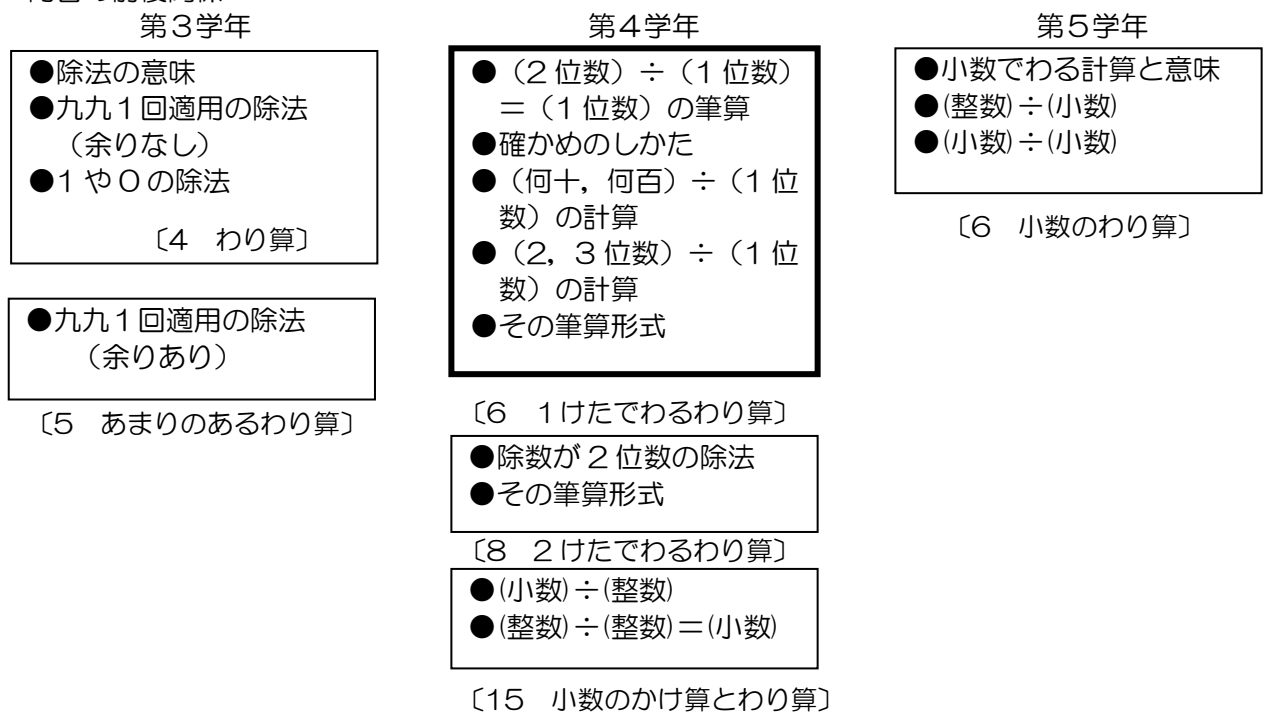 第３学年
●除法の意味
●九九１回適用の除法
（余りなし）
●１や０の除法
〔４　わり算〕
●九九１回適用の除法
（余りあり）
〔５　あまりのあるわり算〕
第４学年
●（２位数）÷（１位数）
＝（１位数）の筆算
●確かめのしかた
●（何十，何百）÷（１位
数）の計算
●（２，３位数）÷（１位
数）の計算
●その筆算形式
〔６　１けたでわるわり算〕
●除数が２位数の除法
●その筆算形式
〔８　２けたでわるわり算〕
●(小数)÷(整数)
●(整数)÷(整数)＝(小数)
〔15　小数のかけ算とわり算〕
第５学年
●小数でわる計算と意味
●(整数)÷(小数)
●(小数)÷(小数)
〔６　小数のわり算〕